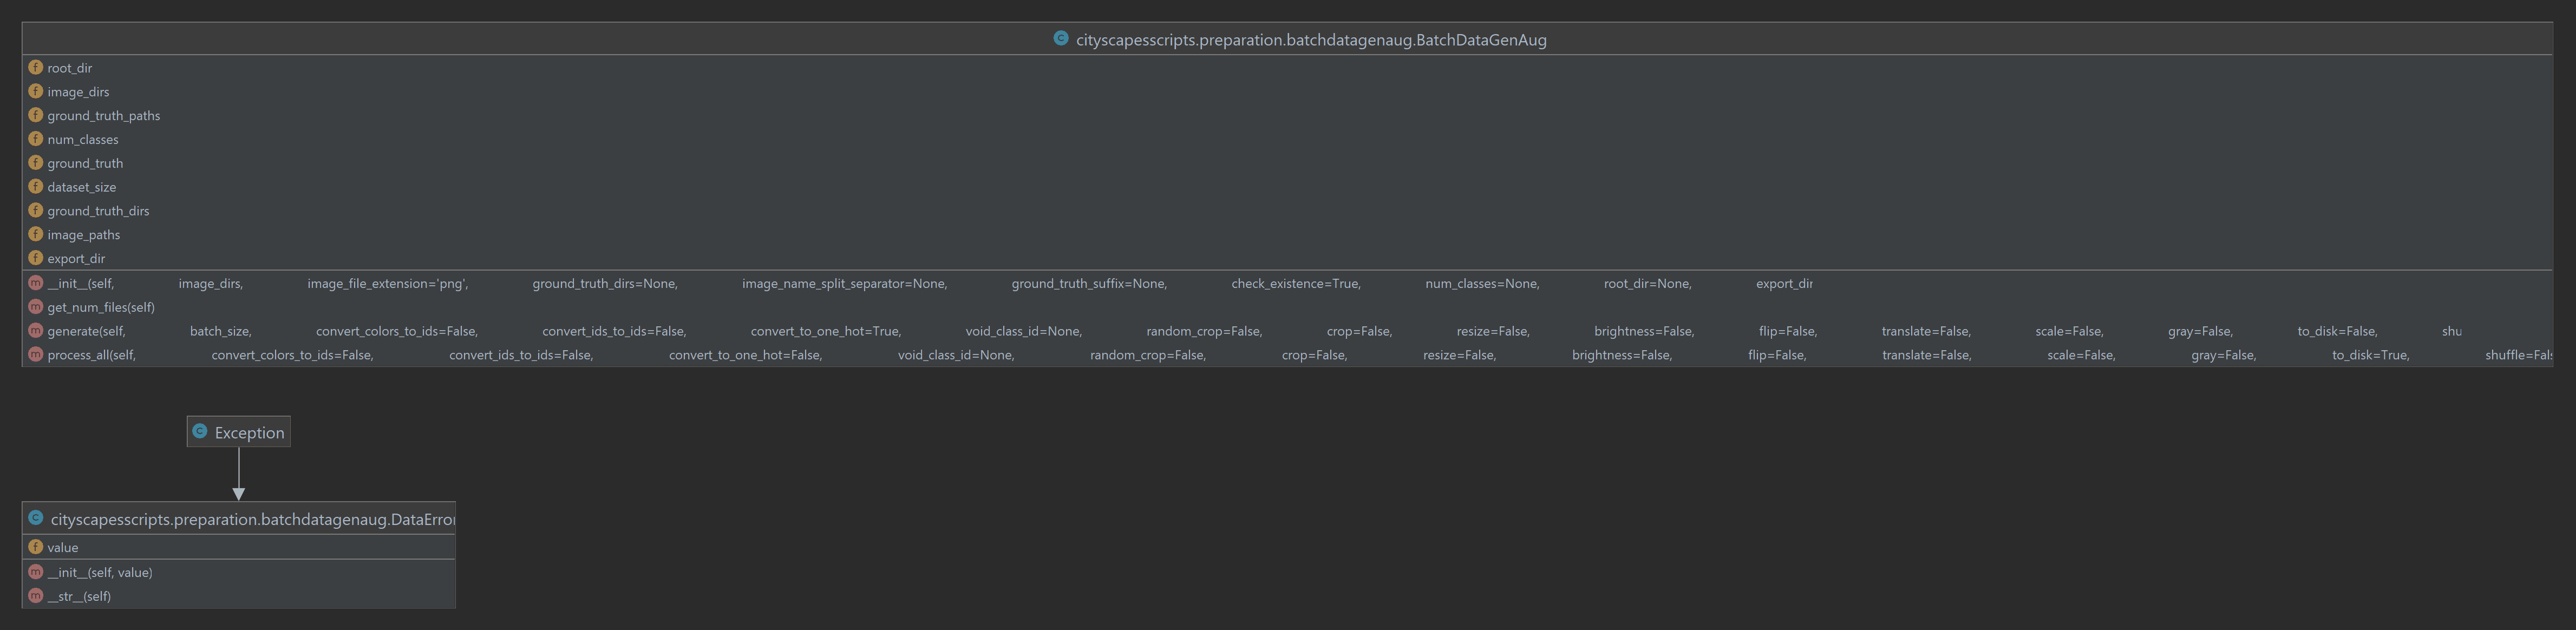 cityscapesscripts.preparation.batchdatagenaug.BatchDataGenAug
root_dir
image_dirs
ground_truth_paths
num_classes
ground_truth
dataset_size
ground_truth_dirs
image_paths
export_dir
__init__(self, image_dirs, image_file_extension='png', ground_truth_dirs=None, image_name_split_separator=None, ground_truth_suffix=None, check_existence=True, num_classes=None, root_dir=None, export_dir
get_num_files(self)
generate(self, batch_size, convert_colors_to_ids=False, convert_ids_to_ids=False, convert_to_one_hot=True, void_class_id=None, random_crop=False, crop=False, resize=False, brightness=False, flip=False, translate=False, scale=False, gray=False, to_disk=False, shu
process_all(self, convert_colors_to_ids=False, convert_ids_to_ids=False, convert_to_one_hot=False, void_class_id=None, random_crop=False, crop=False, resize=False, brightness=False, flip=False, translate=False, scale=False, gray=False, to_disk=True, shuffle=Fals
Exception
cityscapesscripts.preparation.batchdatagenaug.DataError
value
__init__(self, value)
__str__(self)